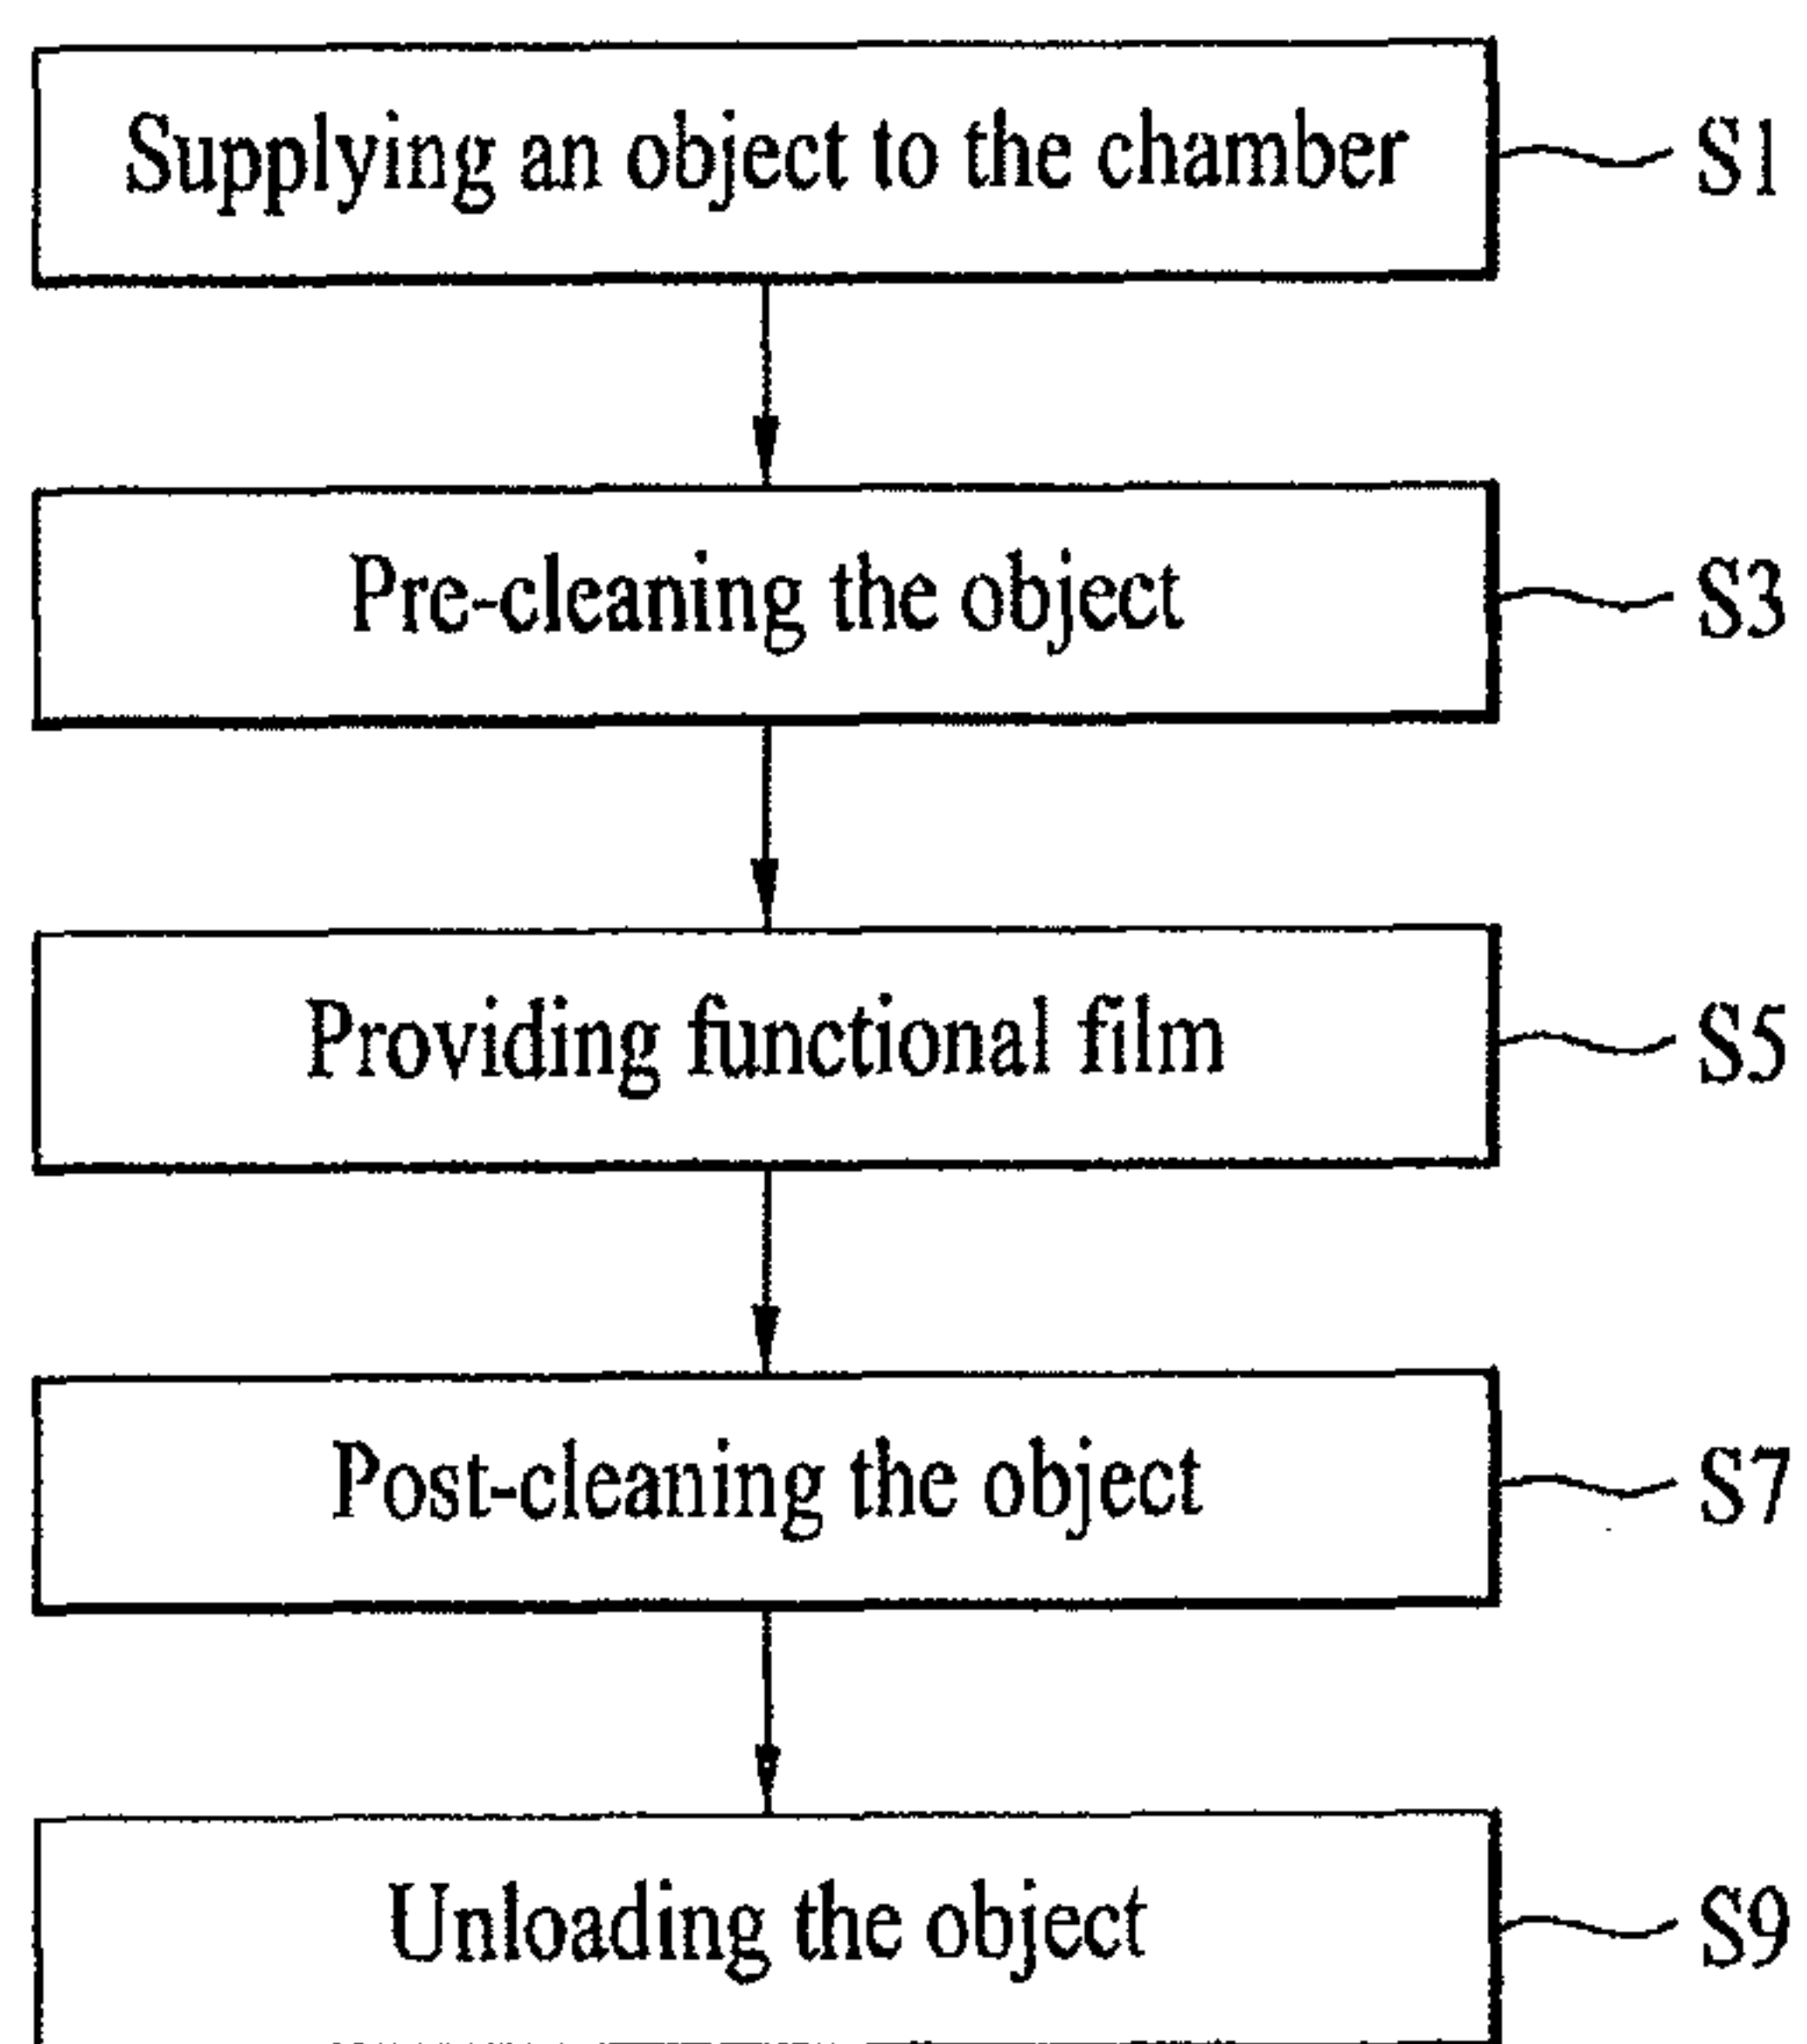 Supplying an object to the chamber S1
Pre-cleaning the object S3
Providing functional film S5
Post-cleaning the object S7
Unloading the object S9